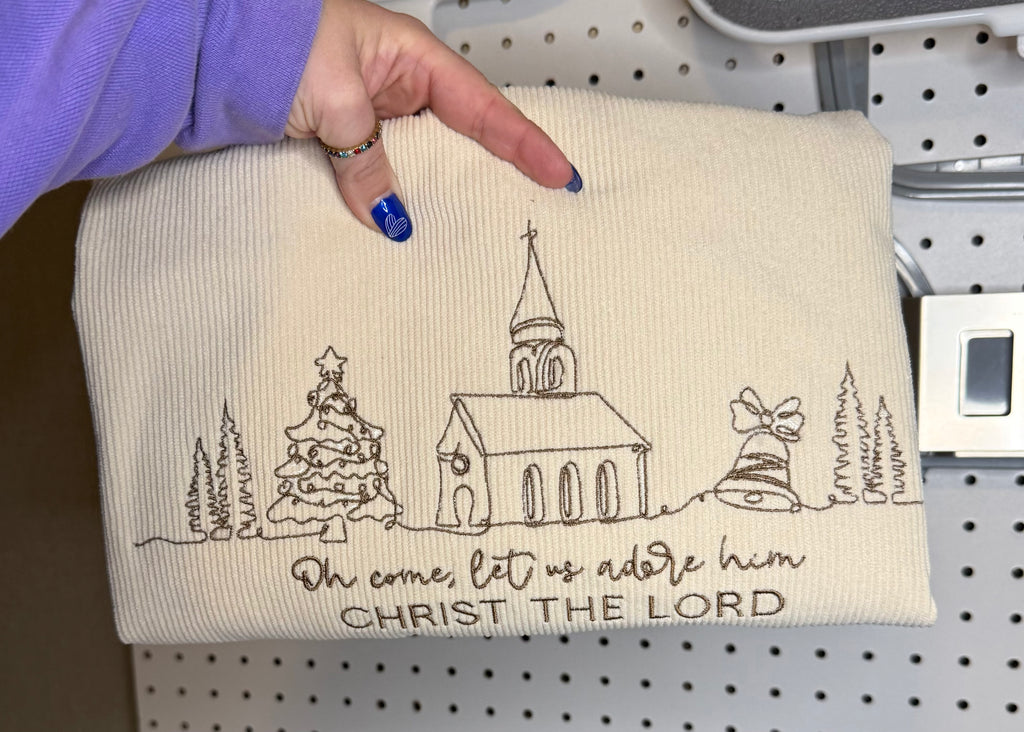 Oh come, let us adore him
CHRIST THE LORD